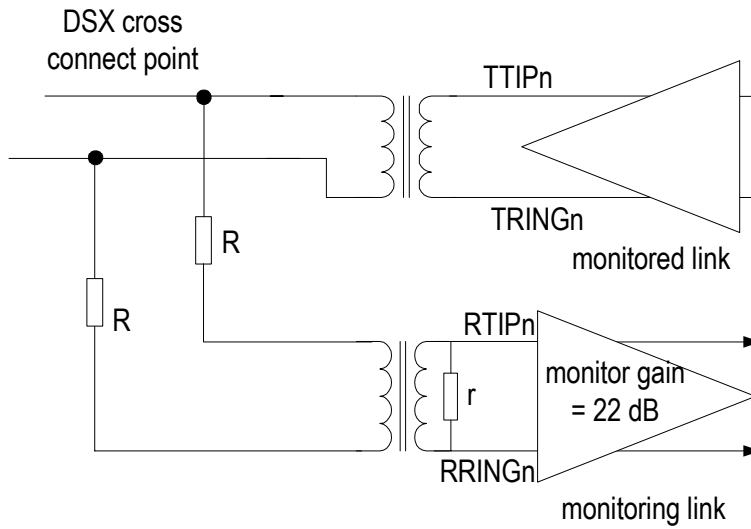 DSX cross
connect point
TTIPn
TRINGn
monitored link
R
R
RTIPn
monitor gain
= 22 dB
r
RRINGn
monitoring link